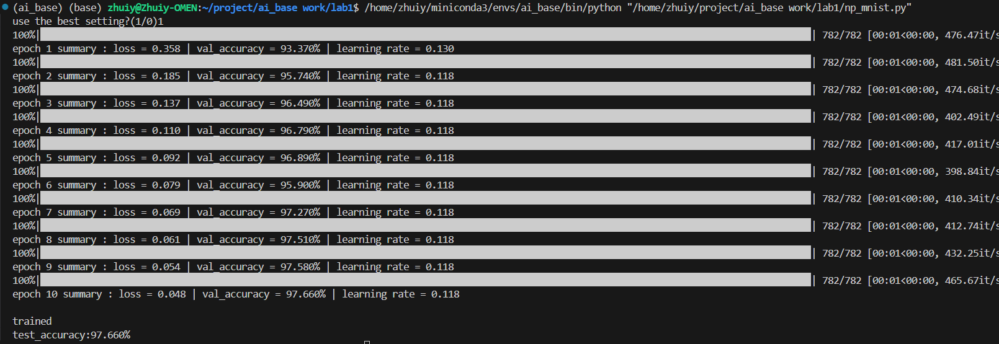 (ai_base) (base) zhuiy@Zhuiy-OMEN:~/project/ai_base work/lab1$ /home/zhuiy/miniconda3/envs/ai_base/bin/python "/home/zhuiy/project/ai_base work/lab1/np_mnist.py"
use the best setting?(1/0)1
100%| | 782/782 [00:01<00:00, 476.47it/s
epoch 1 summary : loss = 0.358 | val_accuracy = 93.370% | learning rate = 0.130
100%| | 782/782 [00:01<00:00, 481.50it/s
epoch 2 summary : loss = 0.185 | val_accuracy = 95.740% | learning rate = 0.118
100%| | 782/782 [00:01<00:00, 474.68it/s
epoch 3 summary : loss = 0.137 | val_accuracy = 96.490% | learning rate = 0.118
100%| | 782/782 [00:01<00:00, 402.49it/s
epoch 4 summary : loss = 0.110 | val_accuracy = 96.790% | learning rate = 0.118
100%| | 782/782 [00:01<00:00, 417.01it/s
epoch 5 summary : loss = 0.092 | val_accuracy = 96.890% | learning rate = 0.118
100%| | 782/782 [00:01<00:00, 398.84it/s
epoch 6 summary : loss = 0.079 | val_accuracy = 95.900% | learning rate = 0.118
100%| | 782/782 [00:01<00:00, 410.34it/s
epoch 7 summary : loss = 0.069 | val_accuracy = 97.270% | learning rate = 0.118
100%| | 782/782 [00:01<00:00, 412.74it/s
epoch 8 summary : loss = 0.061 | val_accuracy = 97.510% | learning rate = 0.118
100%| | 782/782 [00:01<00:00, 432.25it/s
epoch 9 summary : loss = 0.054 | val_accuracy = 97.580% | learning rate = 0.118
100%| | 782/782 [00:01<00:00, 465.67it/s
epoch 10 summary : loss = 0.048 | val_accuracy = 97.660% | learning rate = 0.118
trained
test_accuracy:97.660%